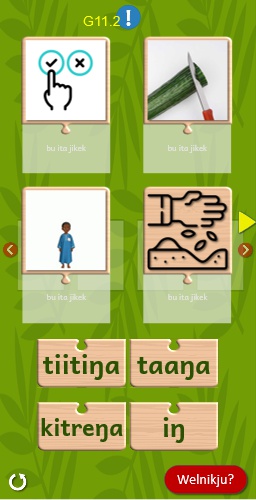 G11.2
!
bu ita jikek
bu ita jikek
bu ita jikek
bu ita jikek
tiitiŋa
taaŋa
kitreŋa
iŋ
Welnikju?